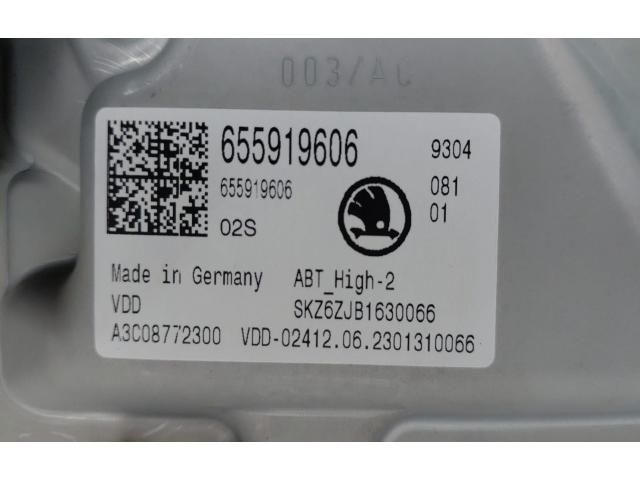 003/AC
655919606 9304
655919606 081
02S 01
Made in Germany ABT_High-2
VDD SKZ6ZJB1630066
A3C08772300 VDD-02412.06.2301310066